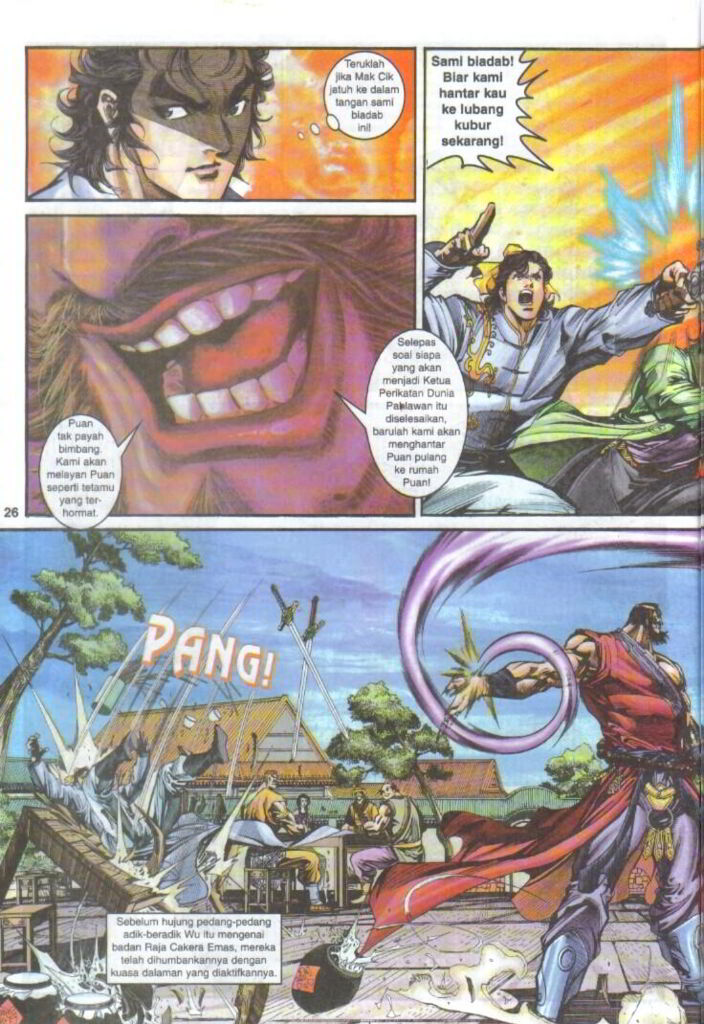 Teruklah
jika Mak Cik
jatuh ke dalam
tangan sami
biadab
ini!
Sami biadab!
Biar kami
hantar kau
ke lubang
kubur
sekarang!
Puan
tak payah
bimbang.
Kami akan
melayan Puan
seperti tetamu
yang ter-
hormat.
Selepas
soal siapa
yang akan
menjadi Ketua
Perikatan Dunia
Pahlawan itu
diselesaikan,
barulah kami akan
menghantar
Puan pulang
ke rumah
Puan!
26
PANG!
Sebelum hujung pedang-pedang
adik-beradik Wu itu mengenai
badan Raja Cakera Emas, mereka
telah dihumbankannya dengan
kuasa dalaman yang diaktifkannya.